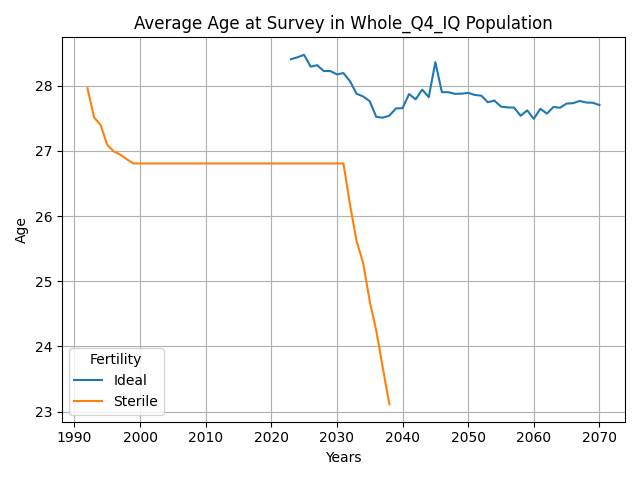 Average Age at Survey in Whole_Q4_IQ Population
Age
28
27
26
25
24
23
Fertility
Ideal
Sterile
1990 2000 2010 2020 2030 2040 2050 2060 2070
Years